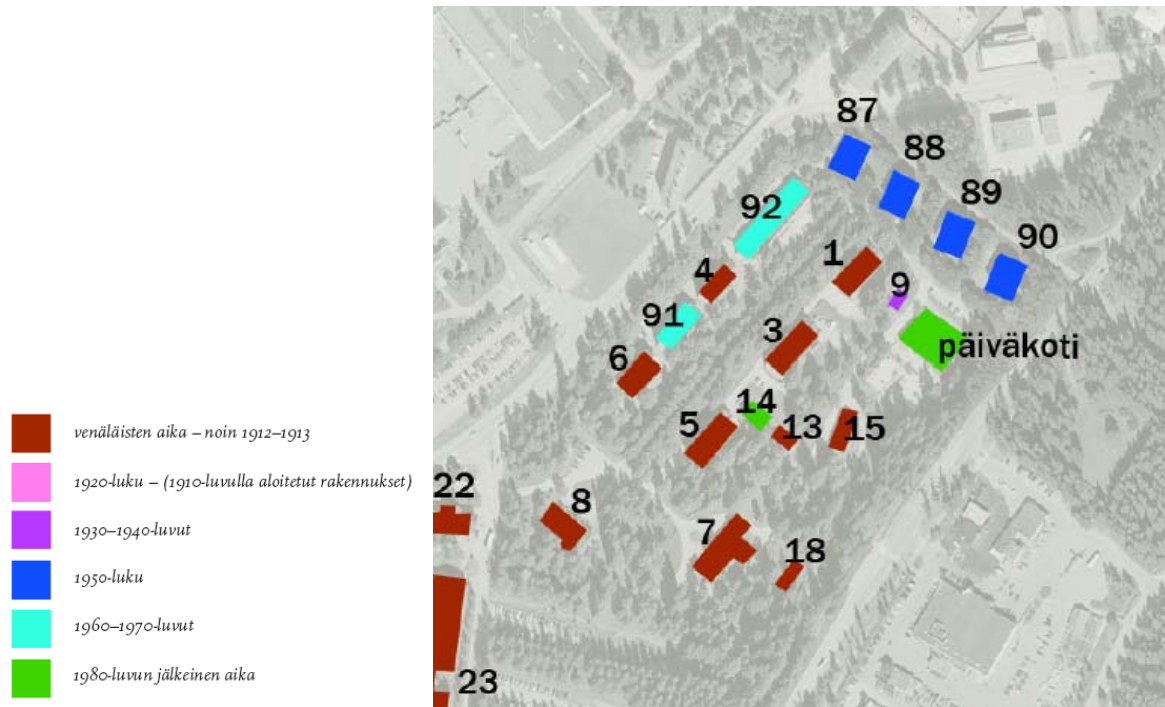 87
88
92
89
90
1
4
9
91
3
päiväkoti
6
14
5
13
15
22
8
7
18
23
venäläisten aika – noin 1912–1913
1920-luku – (1910-luvulla aloitetut rakennukset)
1930–1940-luvut
1950-luku
1960–1970-luvut
1980-luvun jälkeinen aika